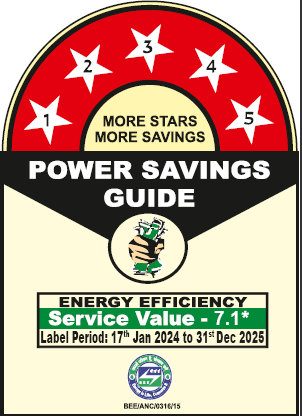 1 2 3 4 5
MORE STARS
MORE SAVINGS
POWER SAVINGS
GUIDE
ENERGY EFFICIENCY
Service Value - 7.1*
Label Period: 17th Jan 2024 to 31st Dec 2025
BEE/ANC/0316/15